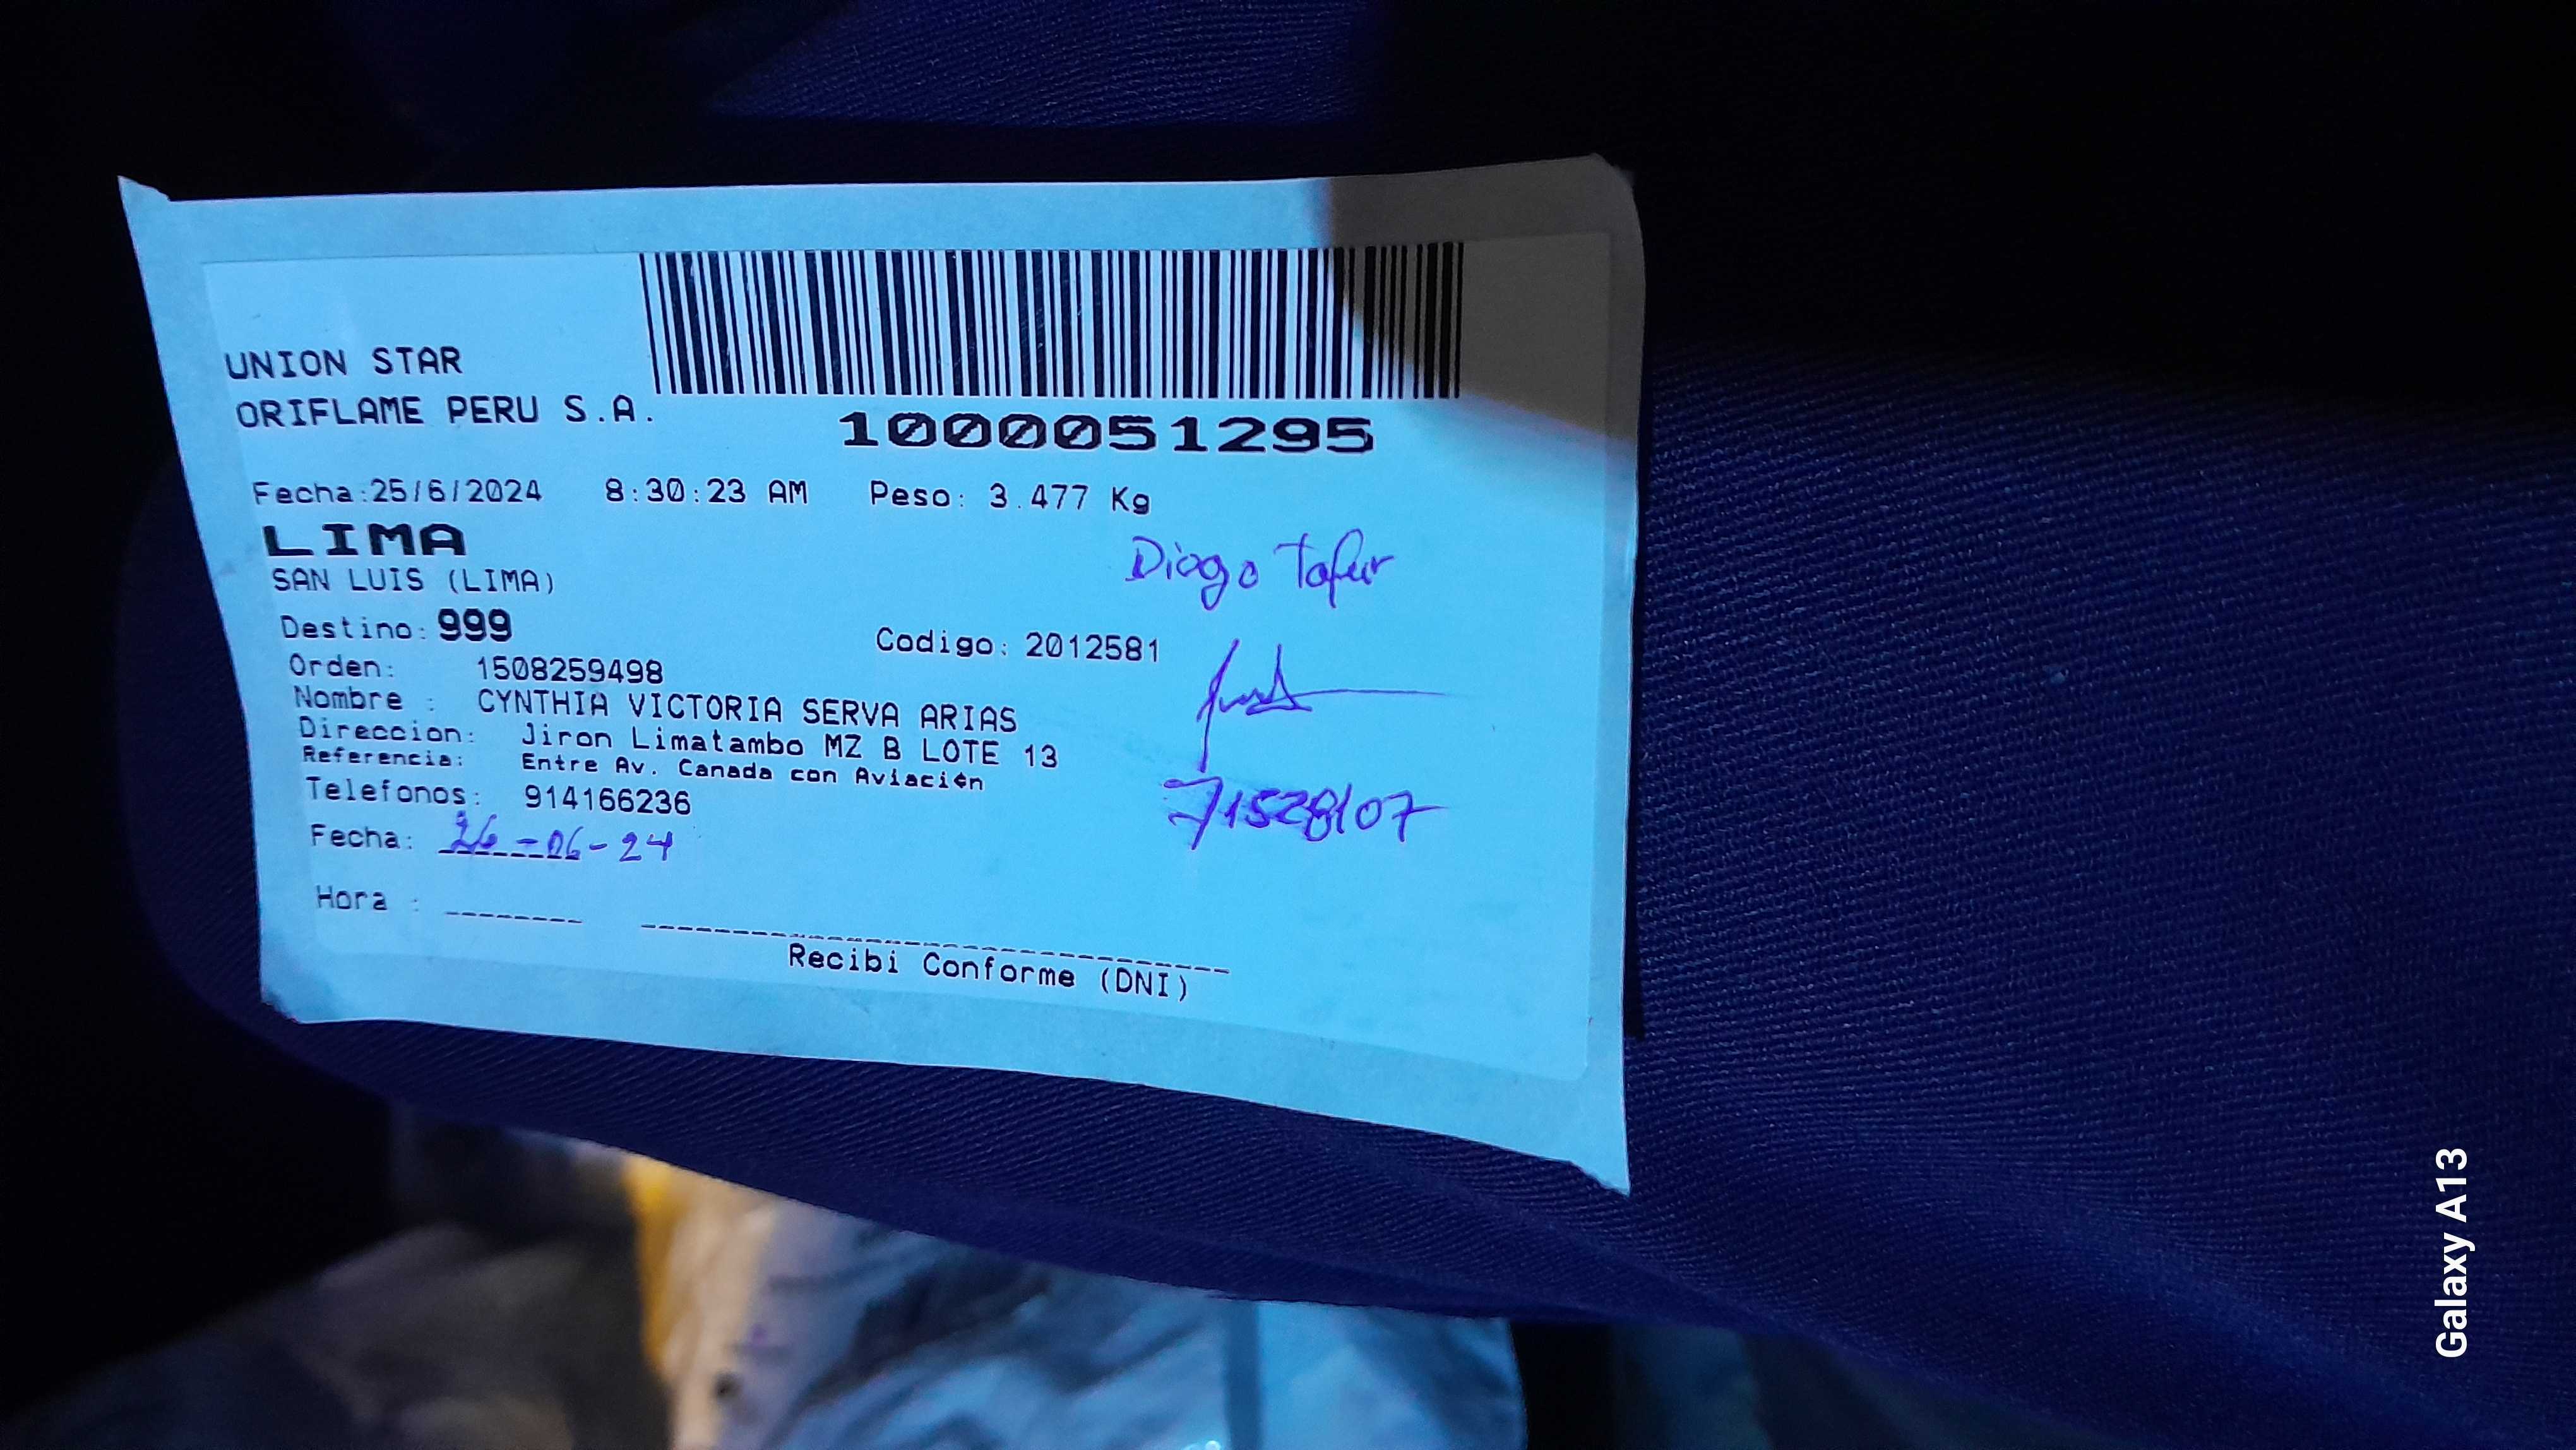 UNION STAR
ORIFLAME PERU S.A.
1000051295
Fecha:25/6/2024 8:30:23 AM Peso: 3.477 Kg
LIMA
SAN LUIS (LIMA)
Diogo Tafur
Destino: 999
Codigo: 2012581
Orden: 1508259498
Nombre : CYNTHIA VICTORIA SERVA ARIAS
Direccion: Jiron Limatambo MZ B LOTE 13
Referencia: Entre Av. Canada con Aviaci¢n
Telefonos: 914166236
71528107
Fecha: 26-06-24
Hora :
Recibi Conforme (DNI)
Galaxy A13